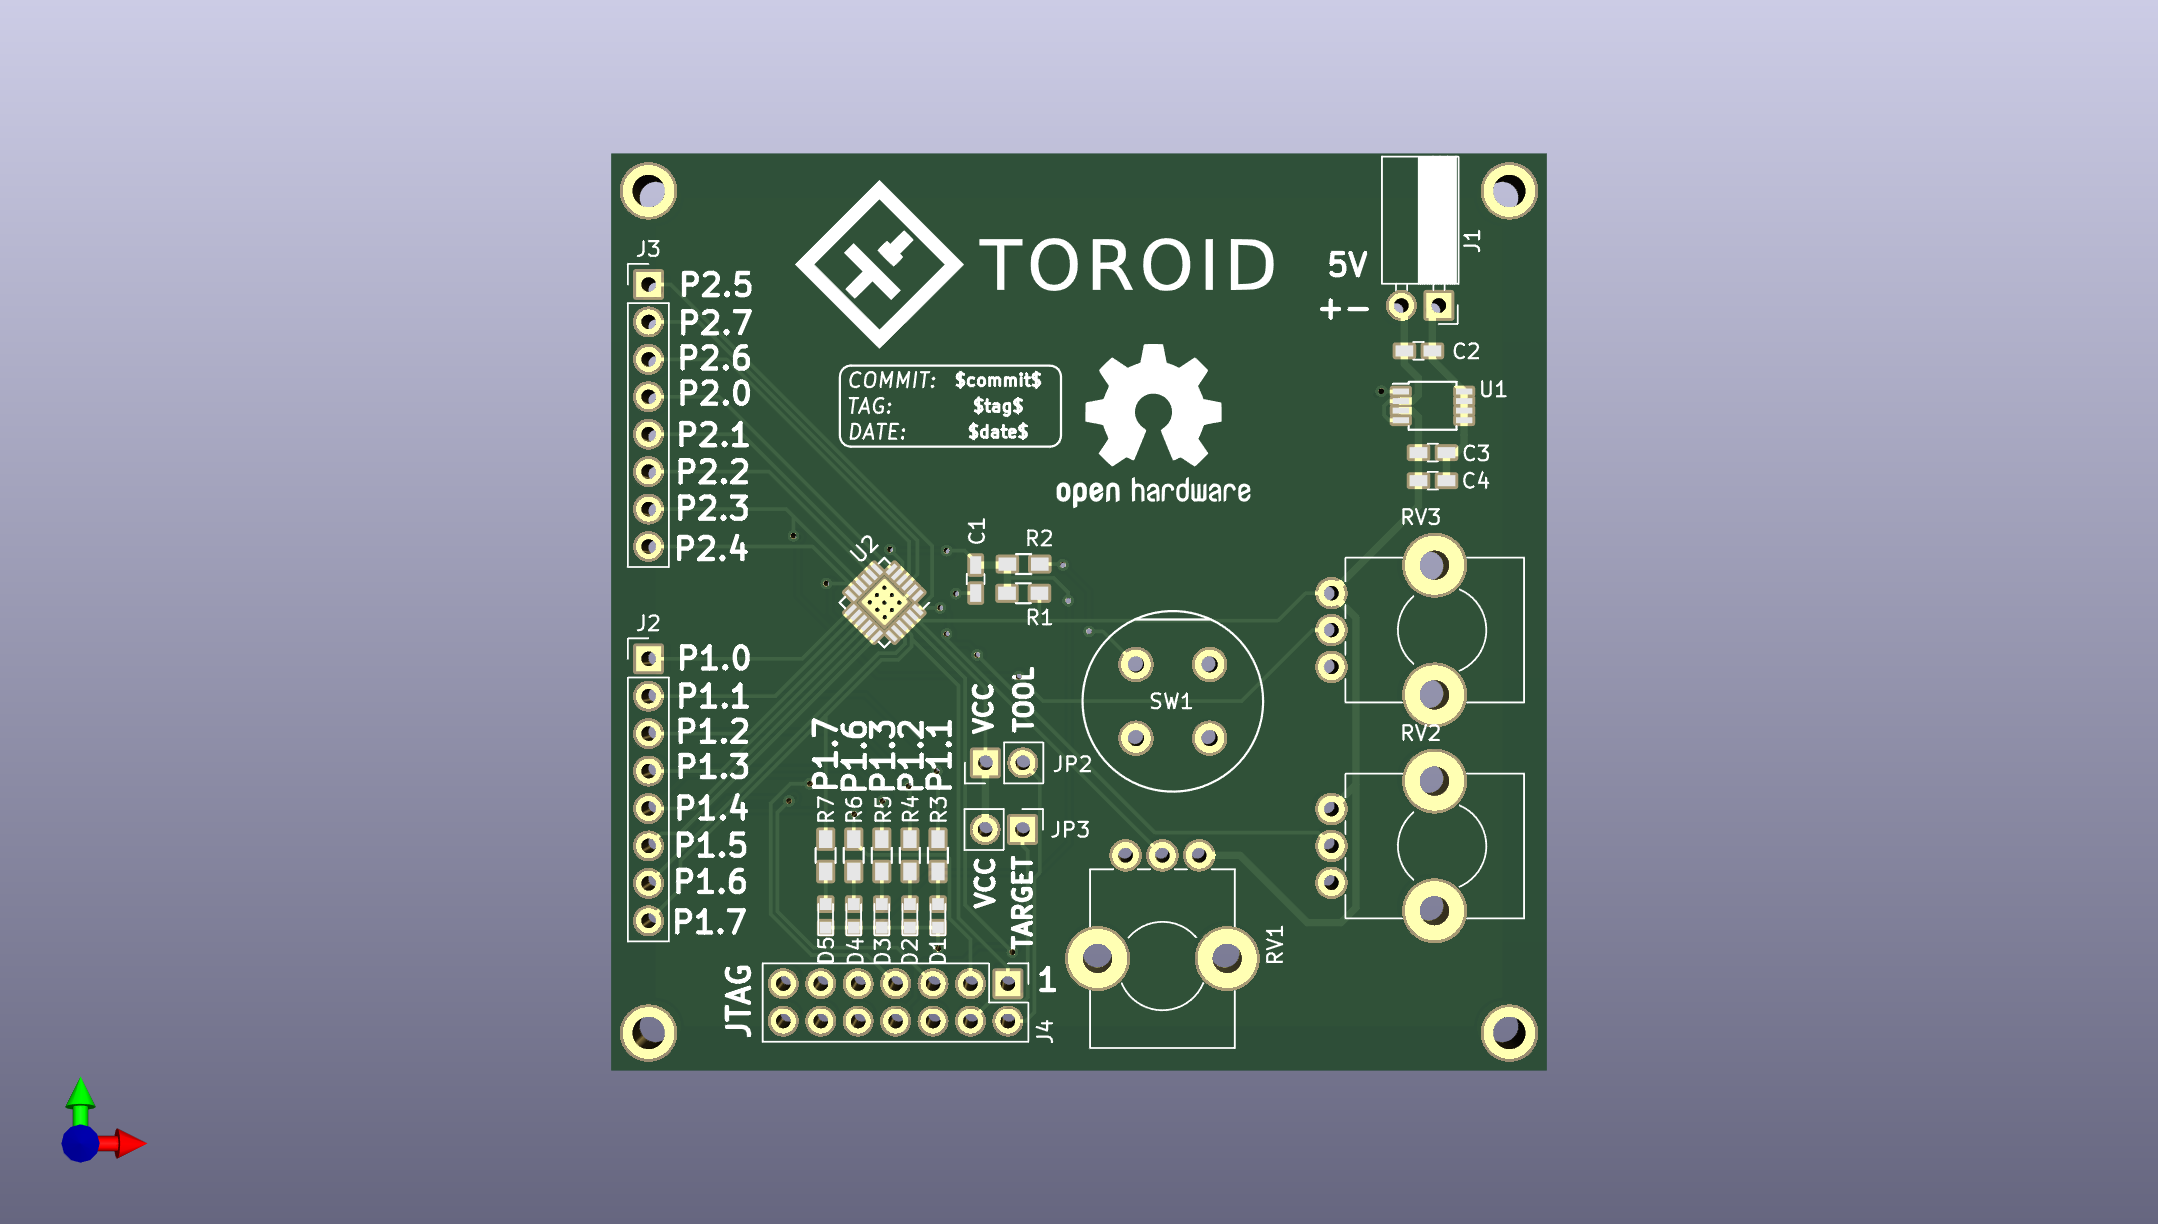 TOROID
J3
P2.5
P2.7
P2.6
P2.0
P2.1
P2.2
P2.3
P2.4
5V
+-
J1
C2
U1
C3
C4
COMMIT: $commit$
TAG: $tag$
DATE: $date$
open hardware
RV3
U2
C1
R2
R1
J2
P1.0
P1.1
P1.2
P1.3
P1.4
P1.5
P1.6
P1.7
SW1
RV2
VCC
TOOL
JP2
P1.7
P1.6
P1.3
P1.2
P1.1
R7
R6
R5
R4
R3
JP3
VCC
TARGET
D5
D4
D3
D2
D1
RV1
JTAG
1
J4